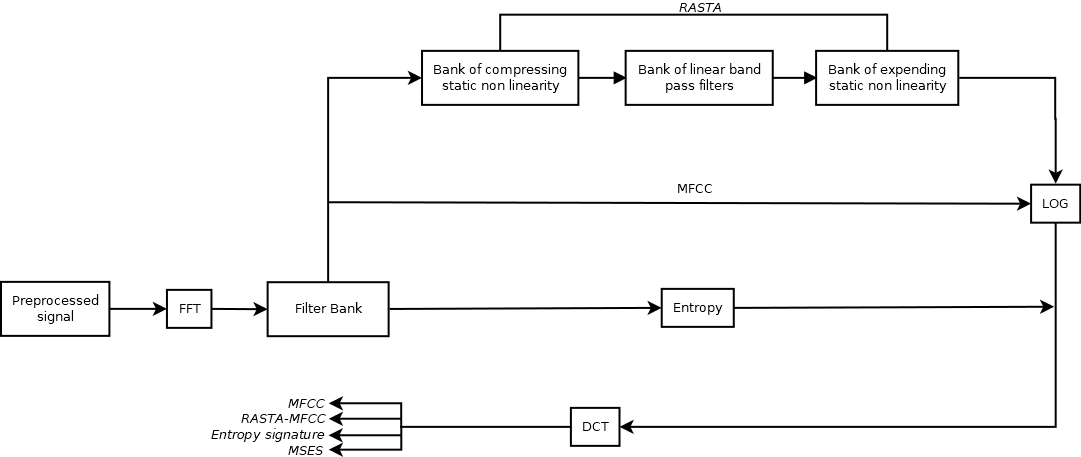 RASTA
Bank of compressing
static non linearity
Bank of linear band
pass filters
Bank of expending
static non linearity
MFCC
LOG
Preprocessed
signal
FFT
Filter Bank
Entropy
MFCC
RASTA-MFCC
Entropy signature
MSES
DCT